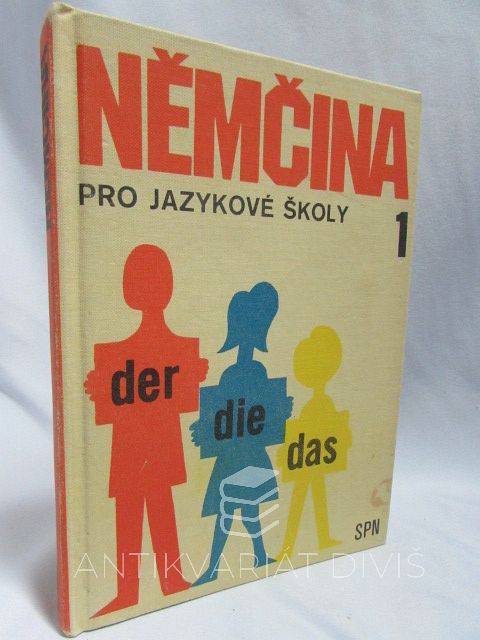 NĚMČINA
PRO JAZYKOVÉ ŠKOLY
1
der
die
das
SPN
ANTIKVARIÁT DIVIŠ